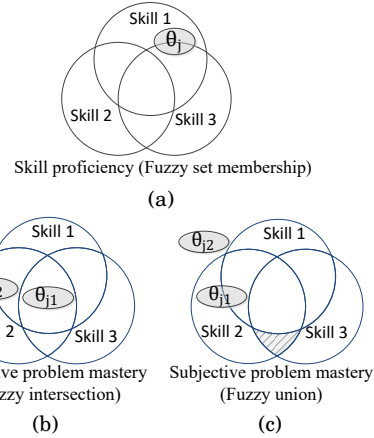 Skill 1
θj
Skill 2
Skill 3
Skill proficiency (Fuzzy set membership)
(a)
Skill 1
2
θj1
2
Skill 3
ive problem mastery
zzy intersection)
(b)
Skill 1
θj2
θj1
Skill 2
Skill 3
Subjective problem mastery
(Fuzzy union)
(c)